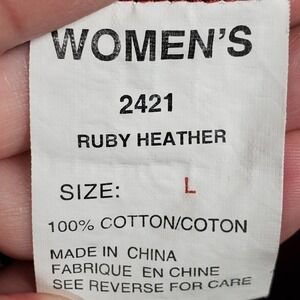 WOMEN'S
2421
RUBY HEATHER
SIZE: L
100% COTTON/COTON
MADE IN CHINA
FABRIQUE EN CHINE
SEE REVERSE FOR CARE